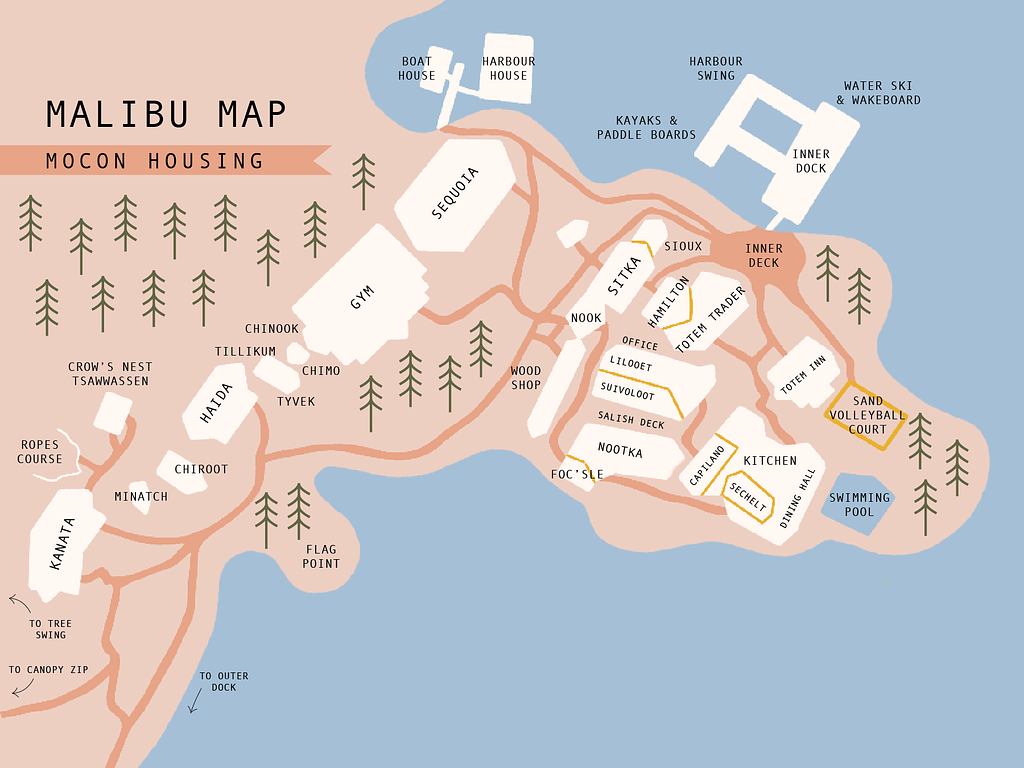 MALIBU MAP
MOCON HOUSING
BOAT
HOUSE
HARBOUR
HOUSE
HARBOUR
SWING
WATER SKI
& WAKEBOARD
KAYAKS &
PADDLE BOARDS
INNER
DOCK
SEQUOIA
SIOUX
INNER
DECK
SITKA
GYM
HAMILTON
TOTEM TRADER
NOOK
CHINOOK
TILLIKUM
CHIMO
TYVEK
OFFICE
LILOOET
SUIVOLOOT
WOOD
SHOP
TOTEM INN
CROW'S NEST
TSAWWASSEN
HAIDA
SAND
VOLLEYBALL
COURT
SALISH DECK
ROPES
COURSE
NOOTKA
CHIROOT
FOC'SLE
CAPILANO
KITCHEN
MINATCH
SECHELT
DINING HALL
SWIMMING
POOL
KANATA
FLAG
POINT
TO TREE
SWING
TO CANOPY ZIP
TO OUTER
DOCK